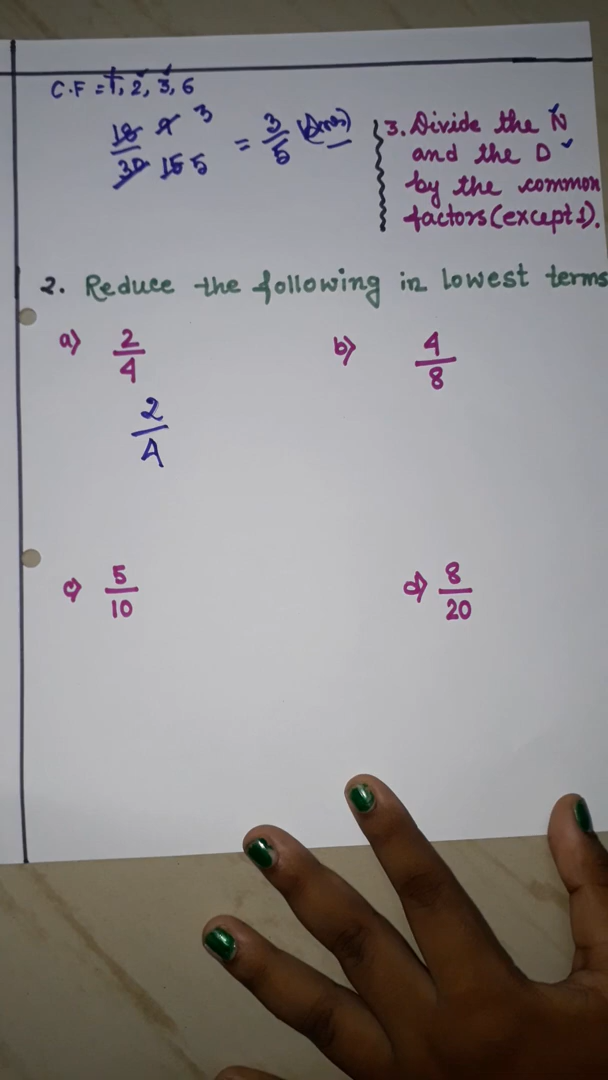 C.F = 1, 2, 3, 6
18 9 3
30 15 5
= 3/5 (Ans)
3. Divide the N
and the D
by the common
factors (except 1).
2. Reduce the following in lowest terms
a) 2/4
b) 4/8
2/4
c) 5/10
d) 8/20